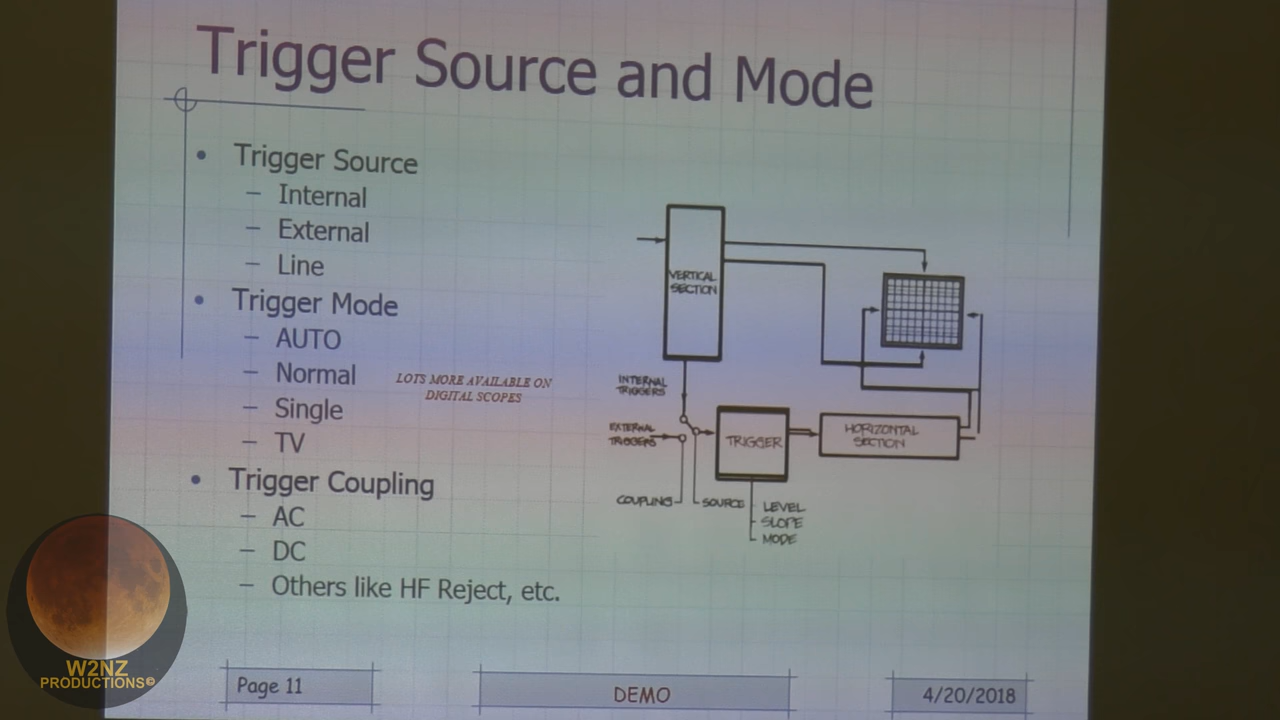 Trigger Source and Mode
• Trigger Source
– Internal
– External
– Line
• Trigger Mode
– AUTO
– Normal
– Single
– TV
LOTS MORE AVAILABLE ON
DIGITAL SCOPES
• Trigger Coupling
– AC
– DC
– Others like HF Reject, etc.
VERTICAL
SECTION
INTERNAL
TRIGGERS
EXTERNAL
TRIGGERS
TRIGGER
HORIZONTAL
SECTION
COUPLING
SOURCE
LEVEL
SLOPE
MODE
W2NZ
PRODUCTIONS©
Page 11
DEMO
4/20/2018